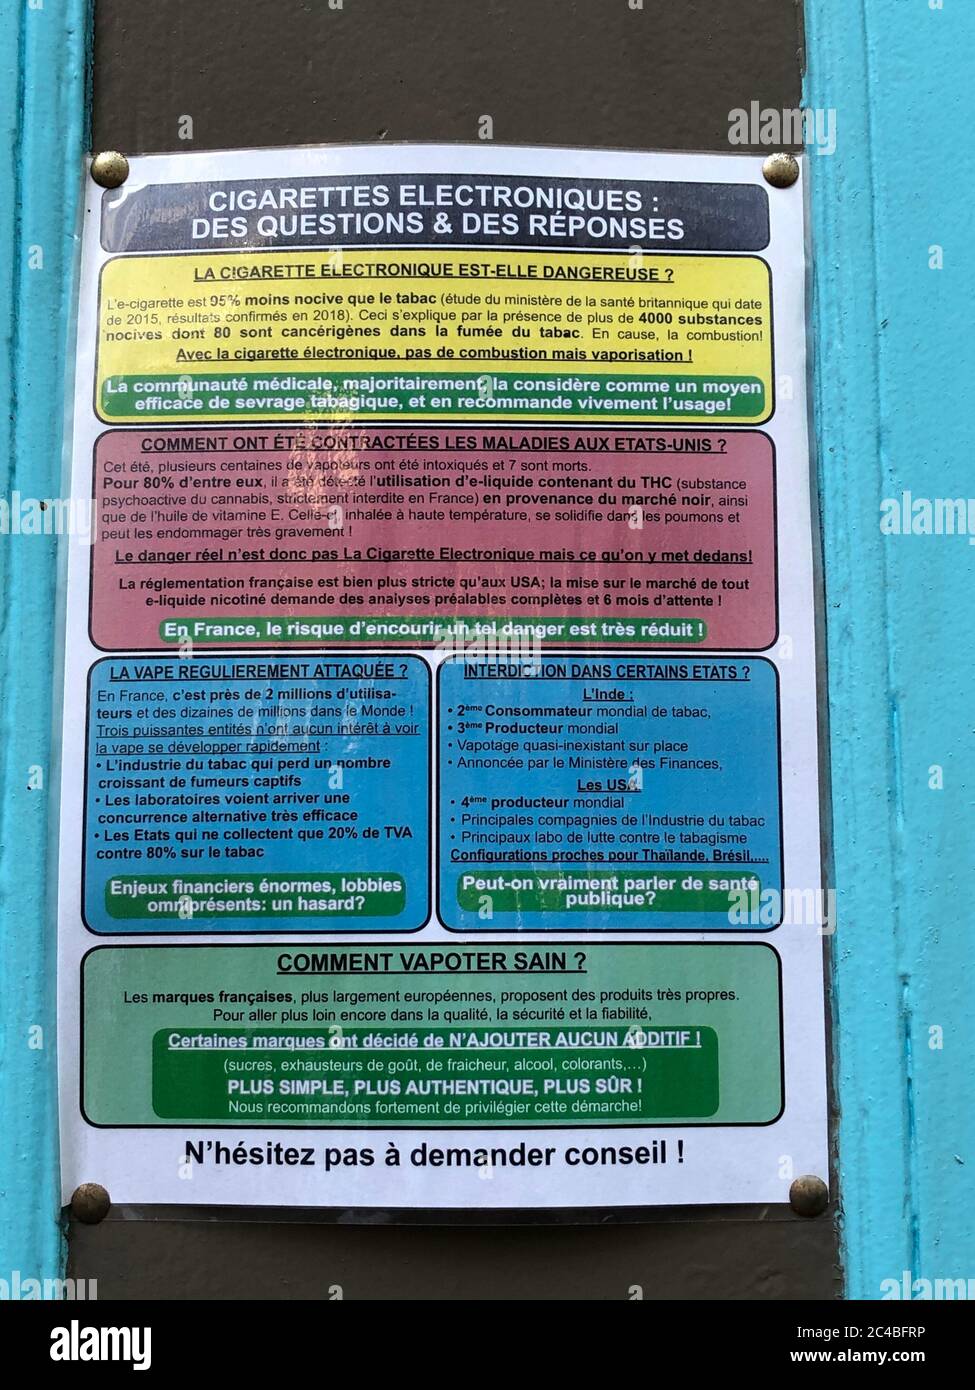 CIGARETTES ELECTRONIQUES :
DES QUESTIONS & DES RÉPONSES
LA CIGARETTE ELECTRONIQUE EST-ELLE DANGEREUSE ?
L'e-cigarette est 95% moins nocive que le tabac (étude du ministère de la santé britannique qui date
de 2015, résultats confirmés en 2018). Ceci s'explique par la présence de plus de 4000 substances
nocives dont 80 sont cancérigènes dans la fumée du tabac. En cause, la combustion!
Avec la cigarette électronique, pas de combustion mais vaporisation !
La communauté médicale, majoritairement, la considère comme un moyen
efficace de sevrage tabagique, et en recommande vivement l'usage!
COMMENT ONT ÉTÉ CONTRACTÉES LES MALADIES AUX ETATS-UNIS ?
Cet été, plusieurs centaines de vapoteurs ont été intoxiqués et 7 sont morts.
Pour 80% d'entre eux, il a été détecté l'utilisation d'e-liquide contenant du THC (substance
psychoactive du cannabis, strictement interdite en France) en provenance du marché noir, ainsi
que de l'huile de vitamine E. Celle-ci, inhalée à haute température, se solidifie dans les poumons et
peut les endommager très gravement !
Le danger réel n'est donc pas La Cigarette Electronique mais ce qu'on y met dedans!
La réglementation française est bien plus stricte qu'aux USA; la mise sur le marché de tout
e-liquide nicotiné demande des analyses préalables complètes et 6 mois d'attente !
En France, le risque d'encourir un tel danger est très réduit !
LA VAPE REGULIEREMENT ATTAQUÉE ?
En France, c'est près de 2 millions d'utilisa-
teurs et des dizaines de millions dans le Monde !
Trois puissantes entités n'ont aucun intérêt à voir
la vape se développer rapidement :
• L'industrie du tabac qui perd un nombre
croissant de fumeurs captifs
• Les laboratoires voient arriver une
concurrence alternative très efficace
• Les Etats qui ne collectent que 20% de TVA
contre 80% sur le tabac
Enjeux financiers énormes, lobbies
omniprésents: un hasard?
INTERDICTION DANS CERTAINS ETATS ?
L'Inde :
• 2ème Consommateur mondial de tabac,
• 3ème Producteur mondial
• Vapotage quasi-inexistant sur place
• Annoncée par le Ministère des Finances,
Les USA:
• 4ème producteur mondial
• Principales compagnies de l'Industrie du tabac
• Principaux labo de lutte contre le tabagisme
Configurations proches pour Thaïlande, Brésil,....
Peut-on vraiment parler de santé
publique?
COMMENT VAPOTER SAIN ?
Les marques françaises, plus largement européennes, proposent des produits très propres.
Pour aller plus loin encore dans la qualité, la sécurité et la fiabilité,
Certaines marques ont décidé de N'AJOUTER AUCUN ADDITIF !
(sucres, exhausteurs de goût, de fraicheur, alcool, colorants,...)
PLUS SIMPLE, PLUS AUTHENTIQUE, PLUS SÛR !
Nous recommandons fortement de privilégier cette démarche!
N'hésitez pas à demander conseil !
alamy
alamy
Image ID: 2C4BFRP
www.alamy.com